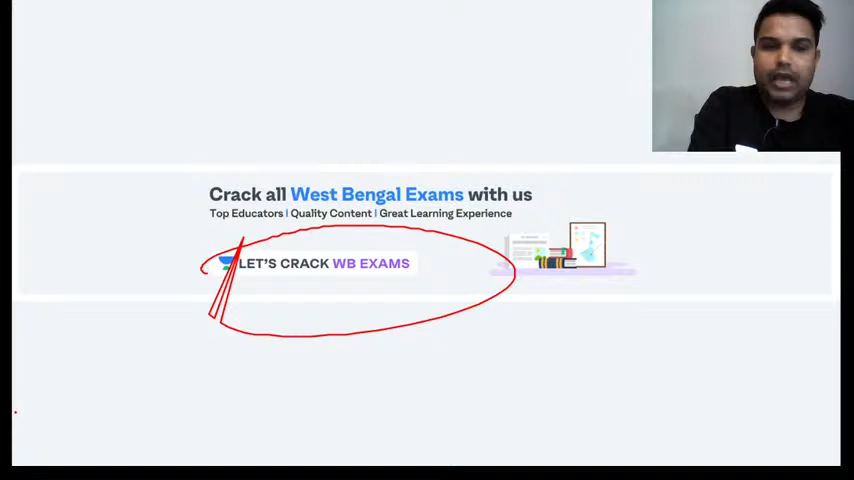 Crack all West Bengal Exams with us
Top Educators | Quality Content | Great Learning Experience
LET'S CRACK WB EXAMS